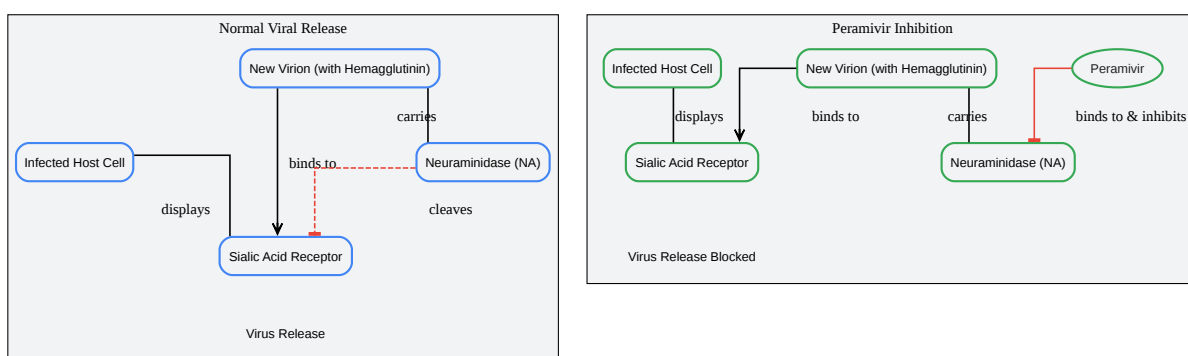 Normal Viral Release
New Virion (with Hemagglutinin)
carries
Infected Host Cell
binds to
Neuraminidase (NA)
displays
cleaves
Sialic Acid Receptor
Virus Release
Peramivir Inhibition
Infected Host Cell
New Virion (with Hemagglutinin)
Peramivir
displays
binds to
carries
binds to & inhibits
Sialic Acid Receptor
Neuraminidase (NA)
Virus Release Blocked